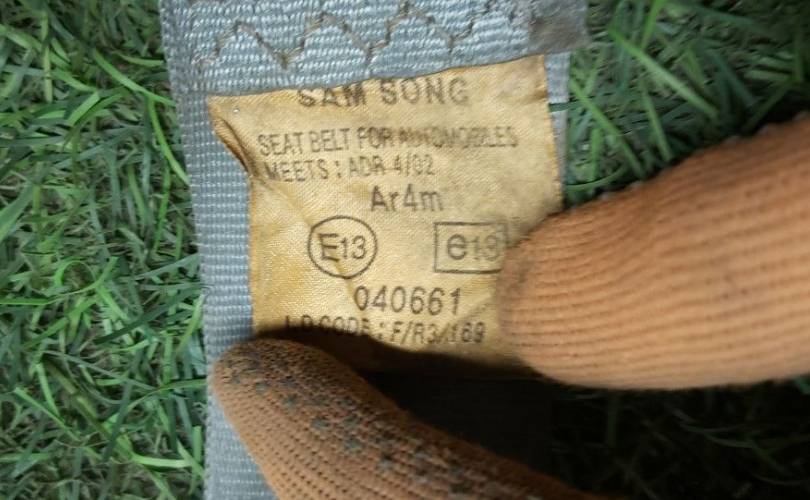 SAM SONG
SEAT BELT FOR AUTOMOBILES
MEETS : ADR 4/02
Ar4m
E13 e13
040661
I.D CODE : F/R3/169